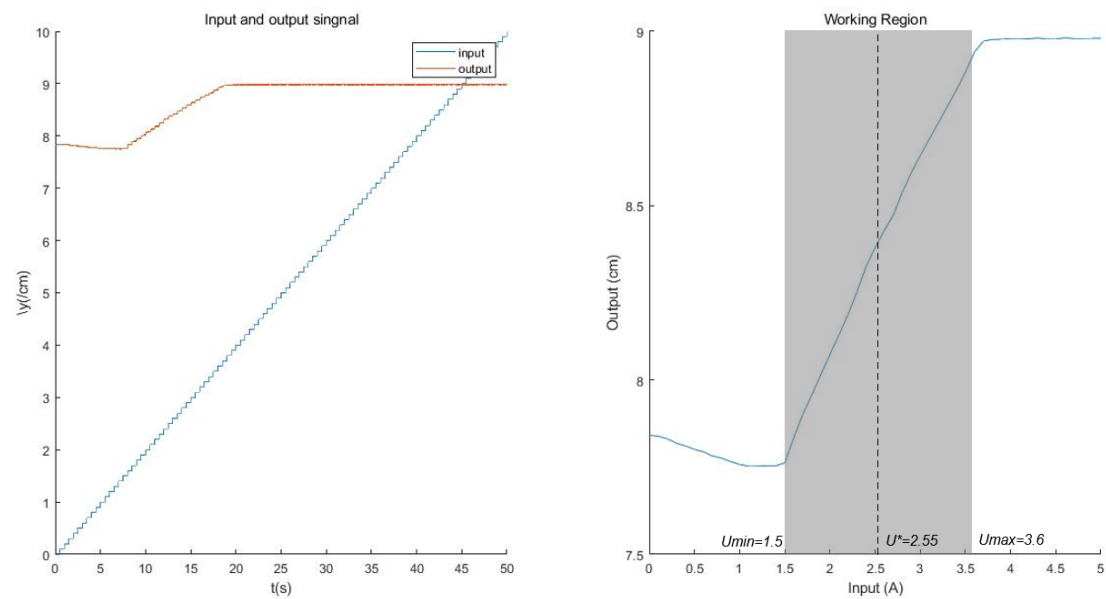 Input and output singnal
10
9
8
7
6
5
4
3
2
1
0
\y(/cm)
input
output
0 5 10 15 20 25 30 35 40 45 50
t(s)
Working Region
9
8.5
8
7.5
Output (cm)
Umin=1.5
U*=2.55
Umax=3.6
0 0.5 1 1.5 2 2.5 3 3.5 4 4.5 5
Input (A)